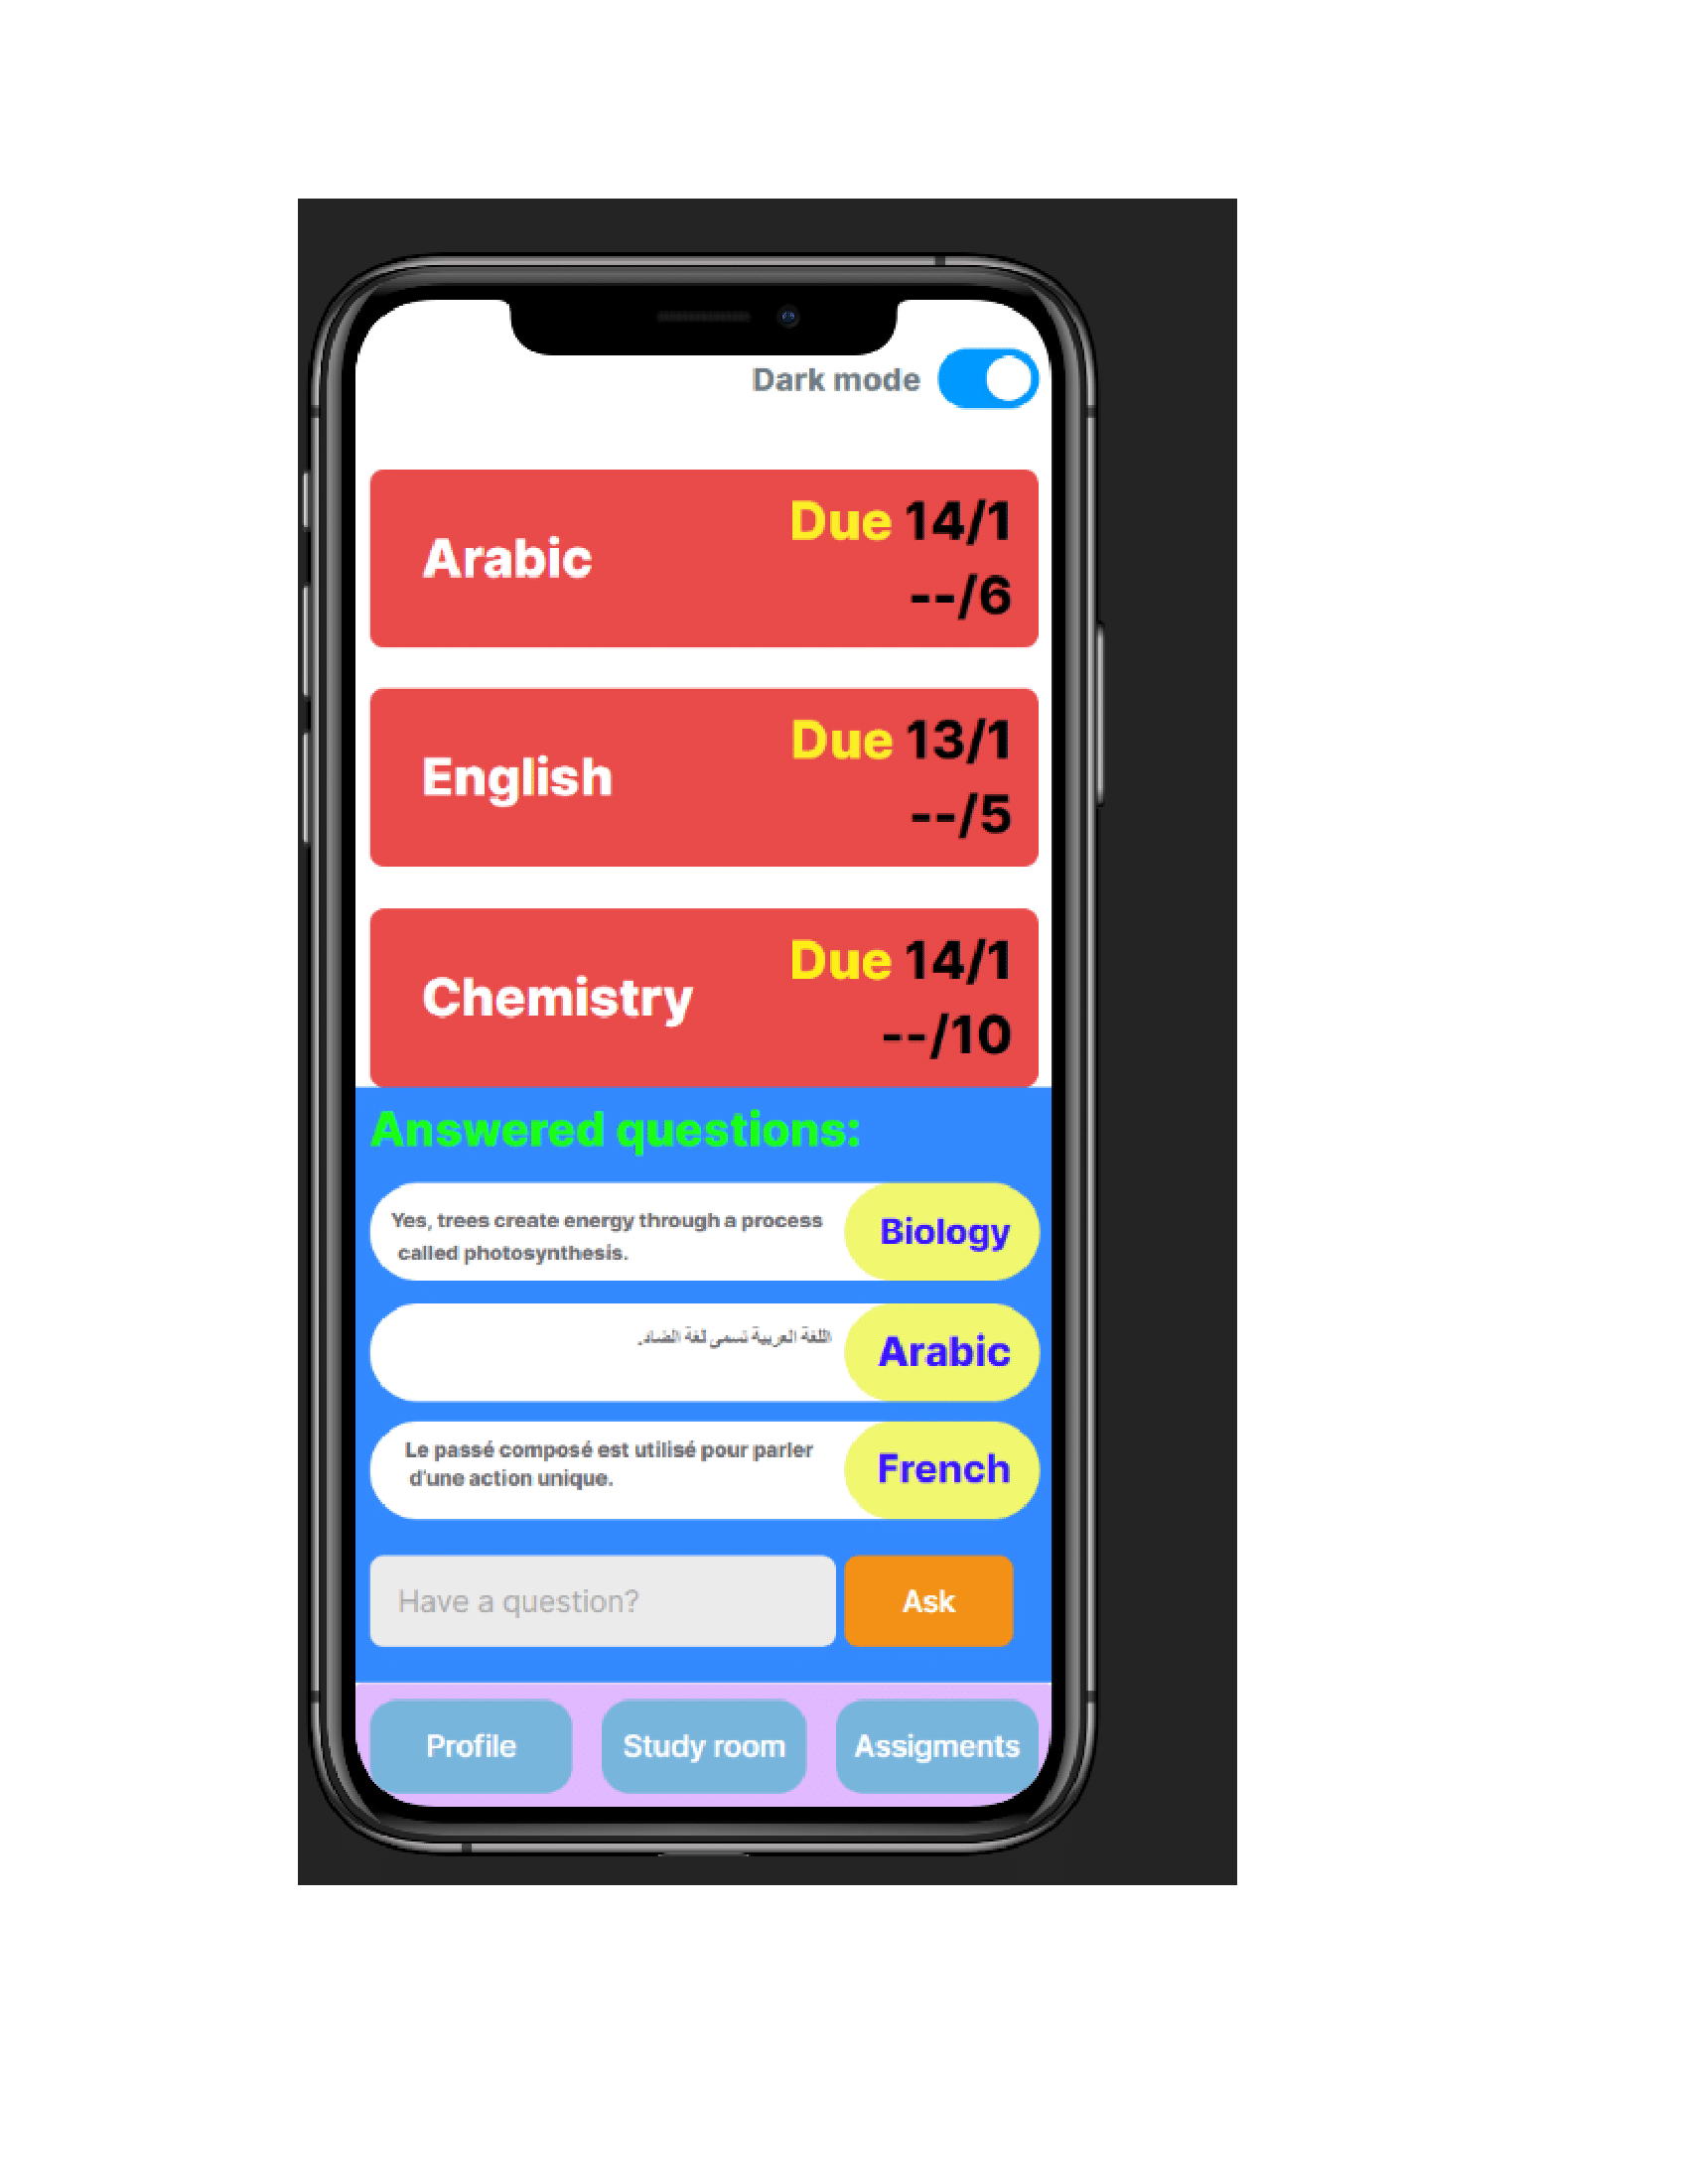 Dark mode
Arabic
Due 14/1
--/6
English
Due 13/1
--/5
Chemistry
Due 14/1
--/10
Answered questions:
Yes, trees create energy through a process
called photosynthesis.
Biology
اللغة العربية تسمى لغة الضاد.
Arabic
Le passé composé est utilisé pour parler
d'une action unique.
French
Have a question?
Ask
Profile
Study room
Assigments